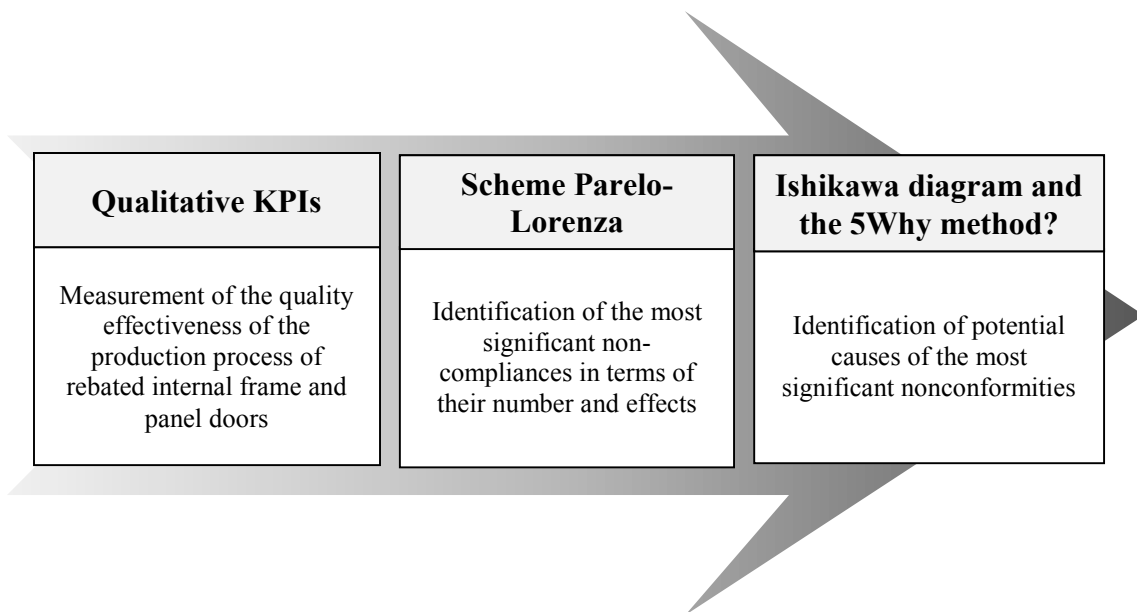 Qualitative KPIs
Measurement of the quality
effectiveness of the
production process of
rebated internal frame and
panel doors
Scheme Parelo-
Lorenza
Identification of the most
significant non-
compliances in terms of
their number and effects
Ishikawa diagram and
the 5Why method?
Identification of potential
causes of the most
significant nonconformities